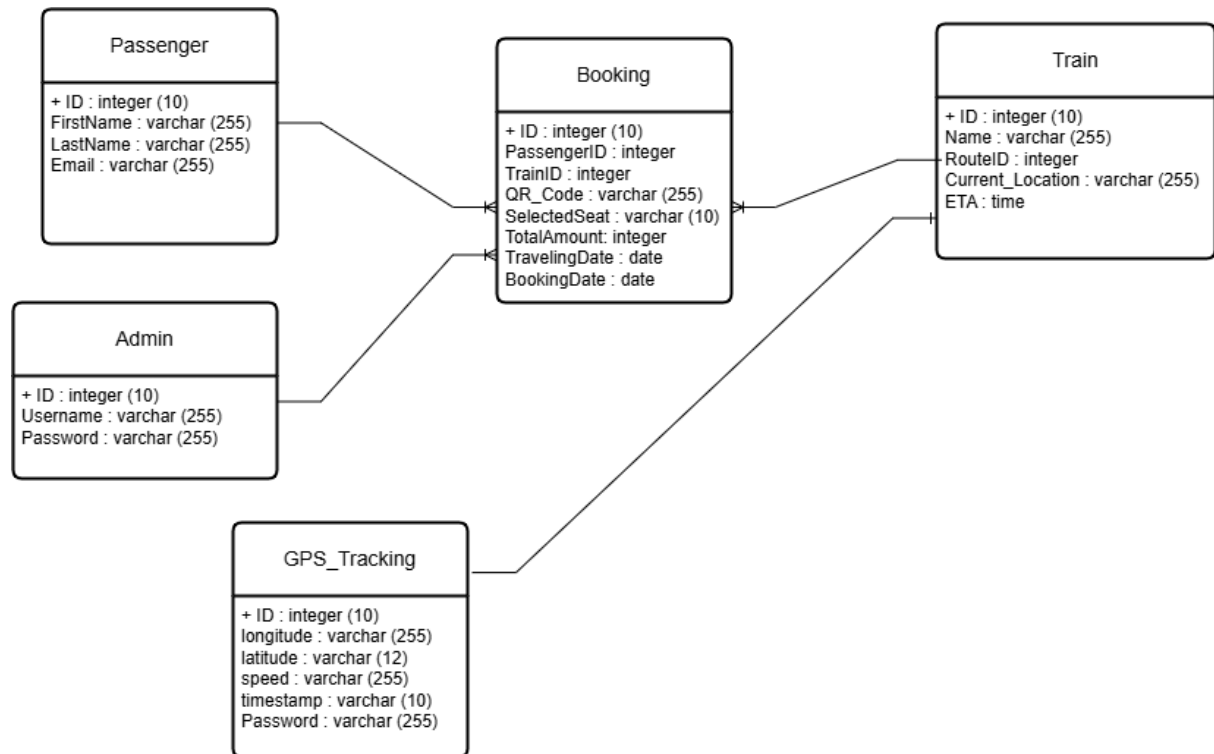 Passenger
+ ID : integer (10)
FirstName : varchar (255)
LastName : varchar (255)
Email : varchar (255)
Booking
+ ID : integer (10)
PassengerID : integer
TrainID : integer
QR_Code : varchar (255)
SelectedSeat : varchar (10)
TotalAmount: integer
TravelingDate : date
BookingDate : date
Train
+ ID : integer (10)
Name : varchar (255)
RouteID : integer
Current_Location : varchar (255)
ETA : time
Admin
+ ID : integer (10)
Username : varchar (255)
Password : varchar (255)
GPS_Tracking
+ ID : integer (10)
longitude : varchar (255)
latitude : varchar (12)
speed : varchar (255)
timestamp : varchar (10)
Password : varchar (255)